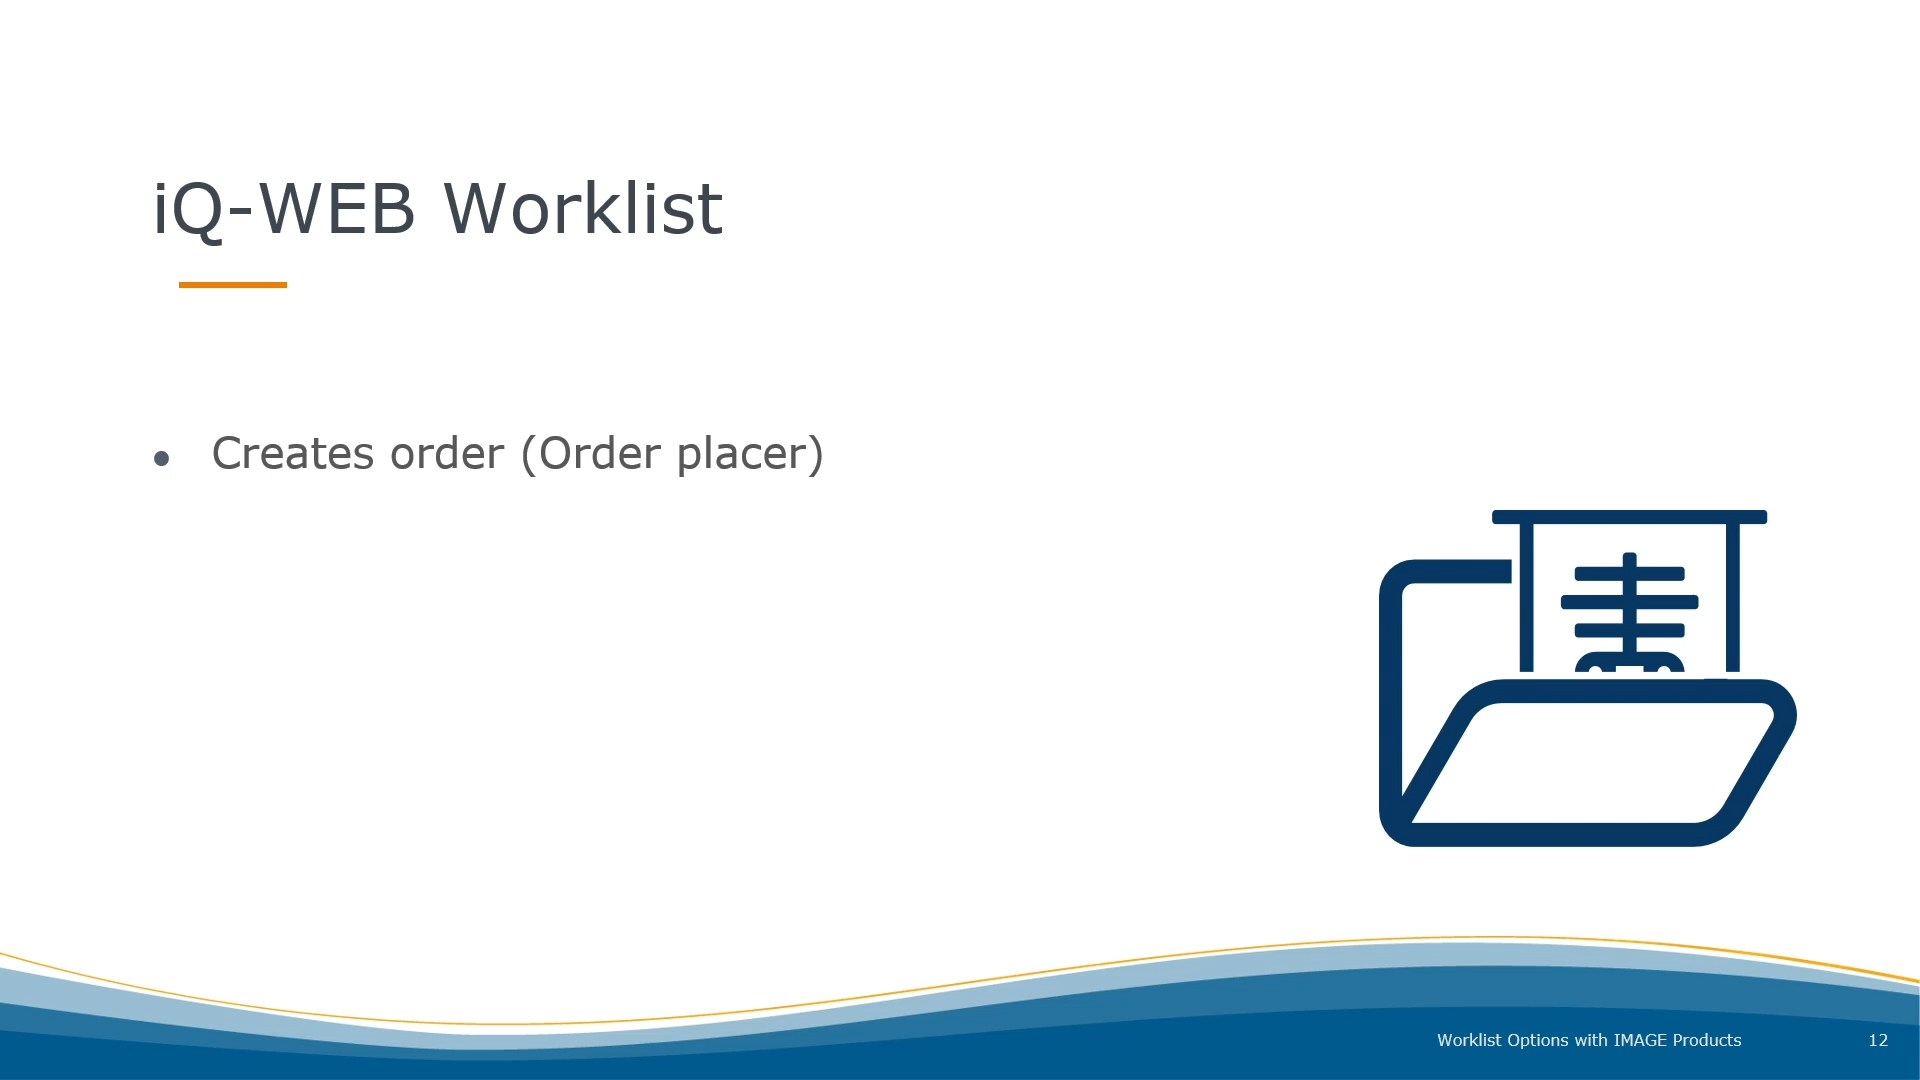 iQ-WEB Worklist
● Creates order (Order placer)
Worklist Options with IMAGE Products
12